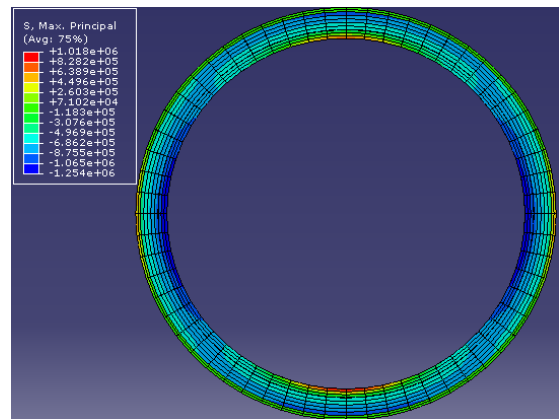 S, Max. Principal
(Avg: 75%)
+1.018e+06
+8.282e+05
+6.389e+05
+4.496e+05
+2.603e+05
+7.102e+04
-1.183e+05
-3.076e+05
-4.969e+05
-6.862e+05
-8.755e+05
-1.065e+06
-1.254e+06